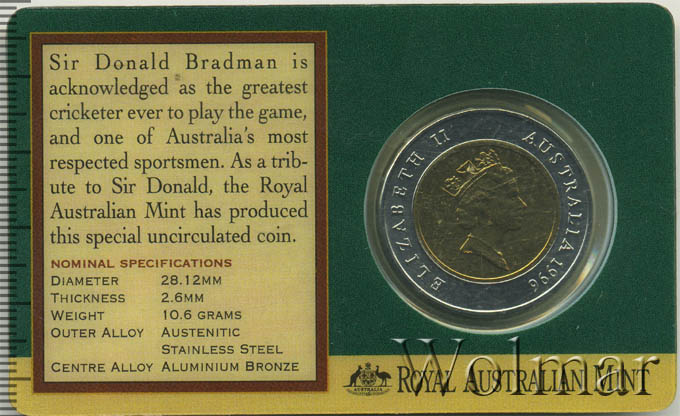 Sir Donald Bradman is
acknowledged as the greatest
cricketer ever to play the game,
and one of Australia's most
respected sportsmen. As a trib-
ute to Sir Donald, the Royal
Australian Mint has produced
this special uncirculated coin.
NOMINAL SPECIFICATIONS
DIAMETER 28.12MM
THICKNESS 2.6MM
WEIGHT 10.6 GRAMS
OUTER ALLOY AUSTENITIC
STAINLESS STEEL
CENTRE ALLOY ALUMINIUM BRONZE
ELIZABETH II AUSTRALIA 1996
Wolmar
AUSTRALIA
ROYAL AUSTRALIAN MINT